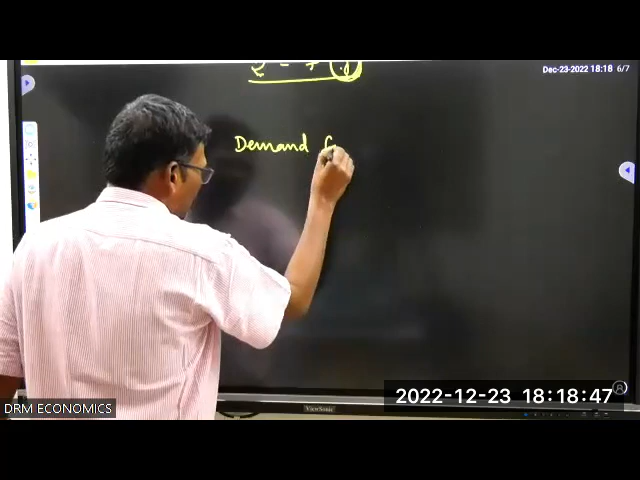 Dec-23-2022 18:18 6/7
Demand
2022-12-23 18:18:47
DRM ECONOMICS
ViewSonic